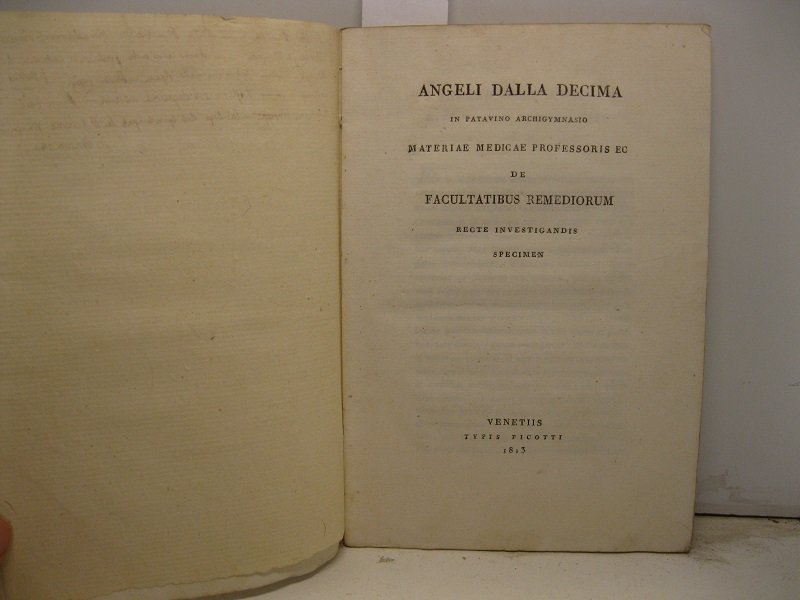 ANGELI DALLA DECIMA
IN PATAVINO ARCHIGYMNASIO
MATERIAE MEDICAE PROFESSORIS EC
DE
FACULTATIBUS REMEDIORUM
RECTE INVESTIGANDIS
SPECIMEN
VENETIIS
TYPIS PICOTTI
1813